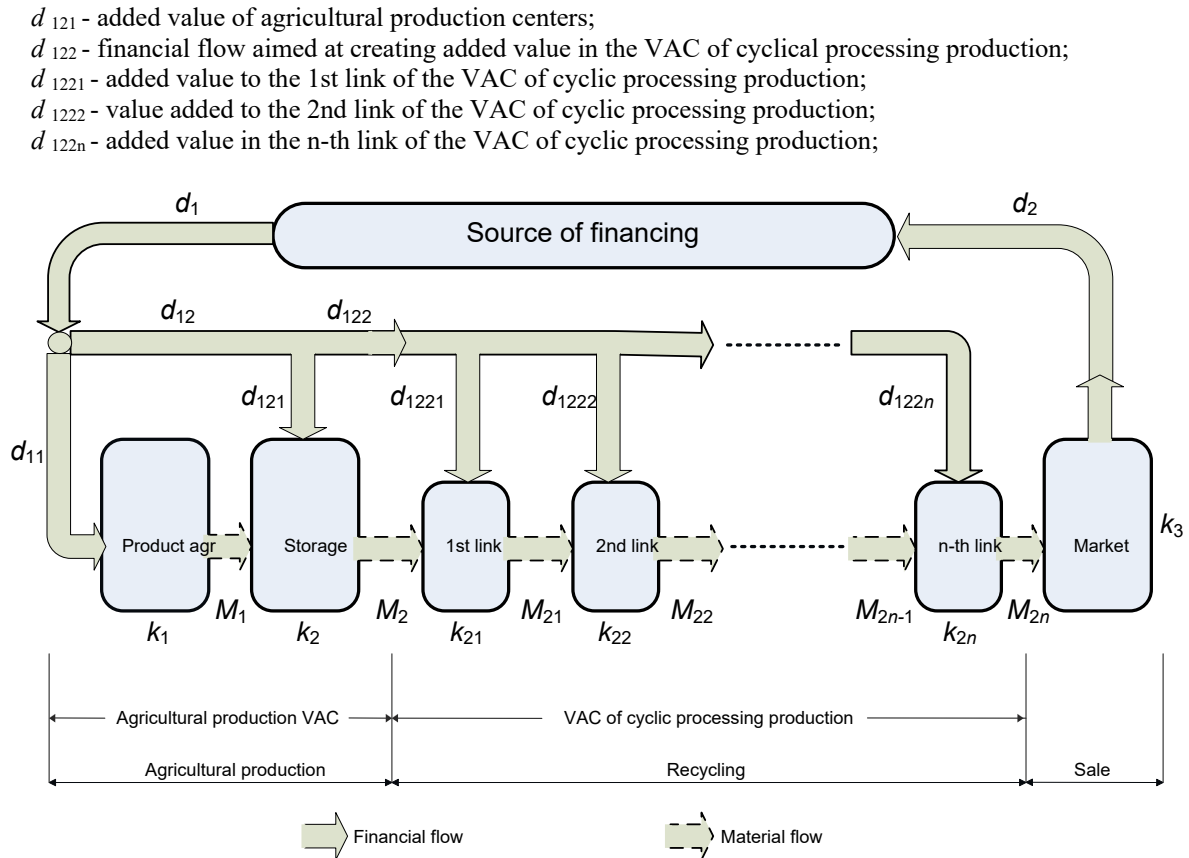 d 121 - added value of agricultural production centers;
d 122 - financial flow aimed at creating added value in the VAC of cyclical processing production;
d 1221 - added value to the 1st link of the VAC of cyclic processing production;
d 1222 - value added to the 2nd link of the VAC of cyclic processing production;
d 122n - added value in the n-th link of the VAC of cyclic processing production;
d1 d2
Source of financing
d12 d122
d121 d1221 d1222 d122n
d11
k3
Product agr Storage 1st link 2nd link n-th link Market
M1 M2 M21 M22 M2n-1 M2n
k1 k2 k21 k22 k2n
Agricultural production VAC VAC of cyclic processing production
Agricultural production Recycling Sale
Financial flow Material flow